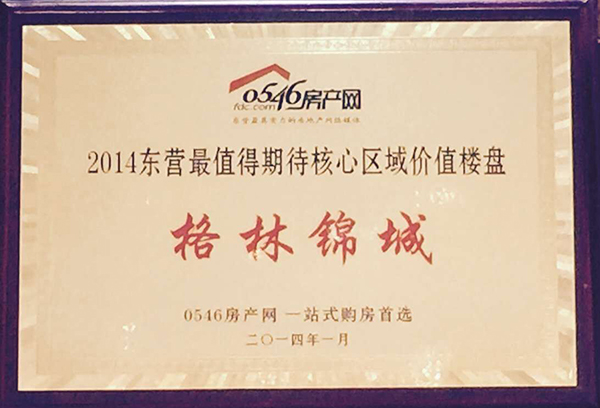 0546房产网
fdc.com
2014东营最值得期待核心区域价值楼盘
格林锦城
0546房产网 一站式购房首选
二〇一四年一月